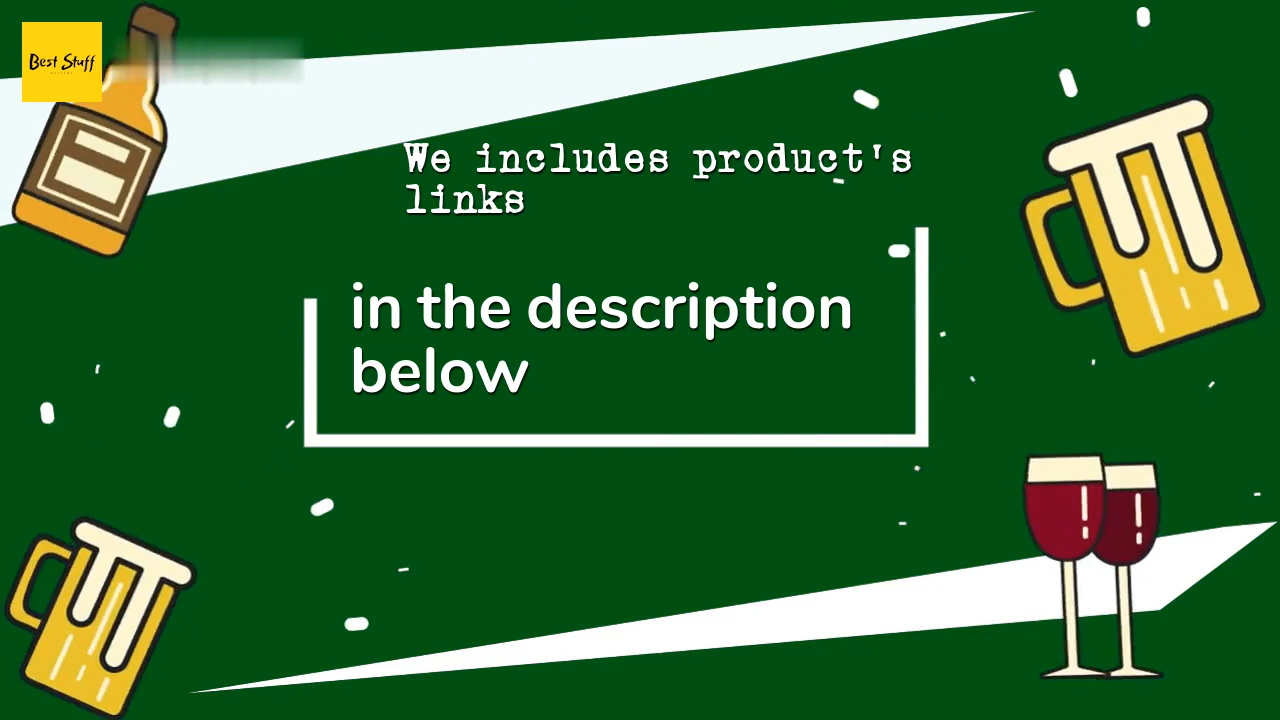 Best Stuff
We includes product's
links
in the description
below